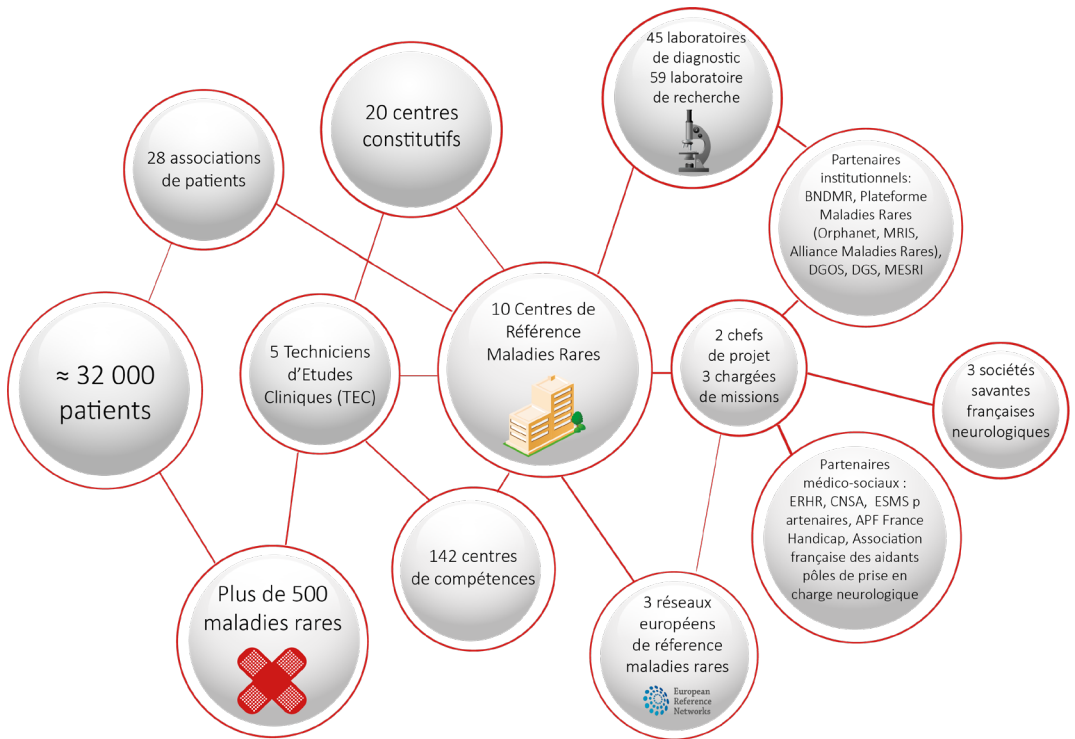 45 laboratoires
de diagnostic
59 laboratoire
de recherche
20 centres
constitutifs
28 associations
de patients
Partenaires
institutionnels:
BNDMR, Plateforme
Maladies Rares
(Orphanet, MRIS,
Alliance Maladies Rares),
DGOS, DGS, MESRI
10 Centres de
Référence
Maladies Rares
5 Techniciens
d'Etudes
Cliniques (TEC)
2 chefs
de projet
3 chargées
de missions
≈ 32 000
patients
3 sociétés
savantes
françaises
neurologiques
Partenaires
médico-sociaux :
ERHR, CNSA, ESMS p
artenaires, APF France
Handicap, Association
française des aidants
pôles de prise en
charge neurologique
142 centres
de compétences
Plus de 500
maladies rares
3 réseaux
européens
de réference
maladies rares
European
Reference
Networks